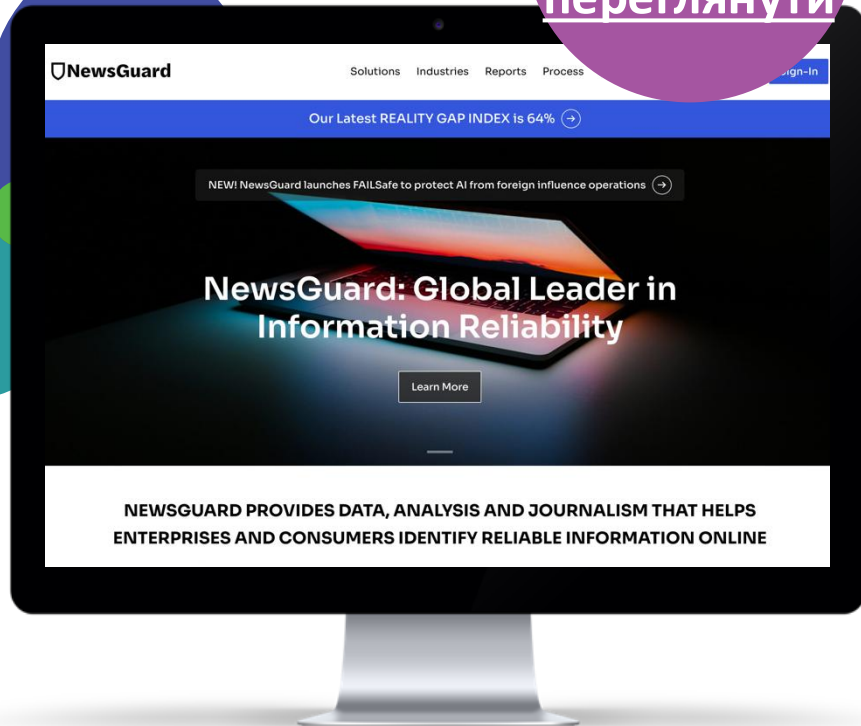 переглянути
NewsGuard
Solutions Industries Reports Process
Sign-In
Our Latest REALITY GAP INDEX is 64%
NEW! NewsGuard launches FAILSafe to protect AI from foreign influence operations
NewsGuard: Global Leader in
Information Reliability
Learn More
NEWSGUARD PROVIDES DATA, ANALYSIS AND JOURNALISM THAT HELPS
ENTERPRISES AND CONSUMERS IDENTIFY RELIABLE INFORMATION ONLINE